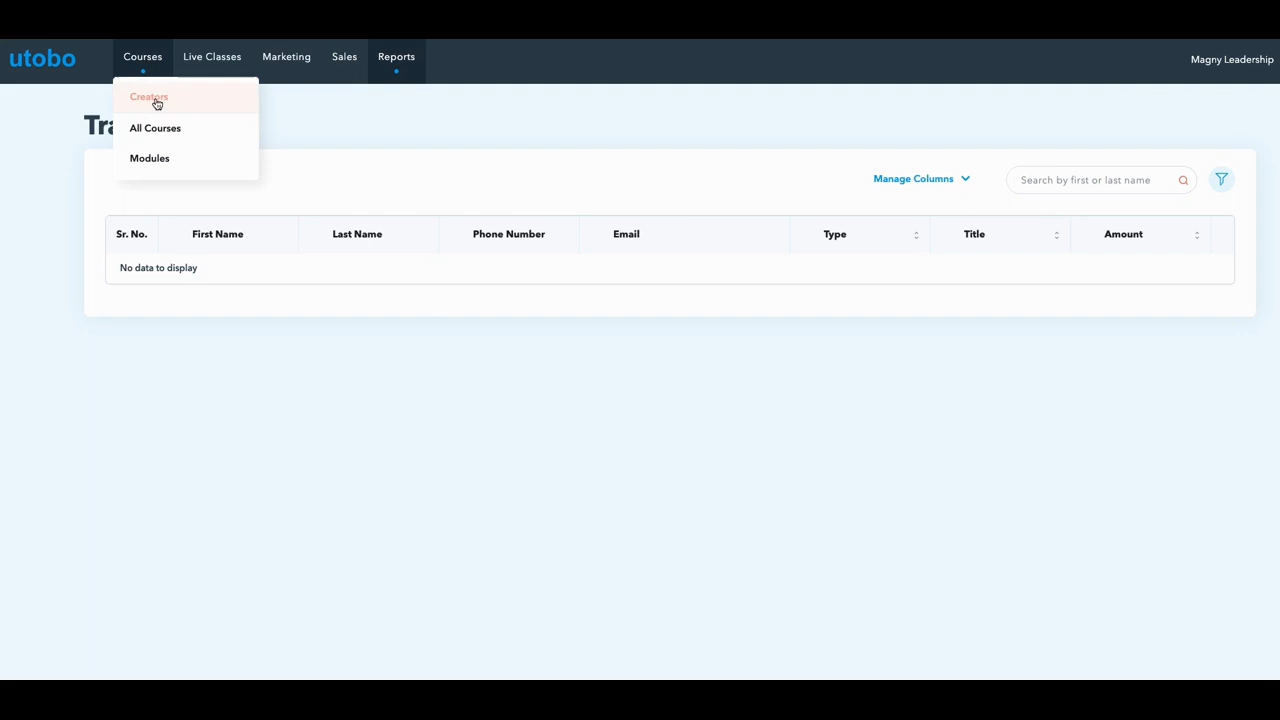 utobo Courses Live Classes Marketing Sales Reports Magny Leadership
Creators
All Courses
Modules
Manage Columns Search by first or last name
Sr. No. First Name Last Name Phone Number Email Type Title Amount
No data to display